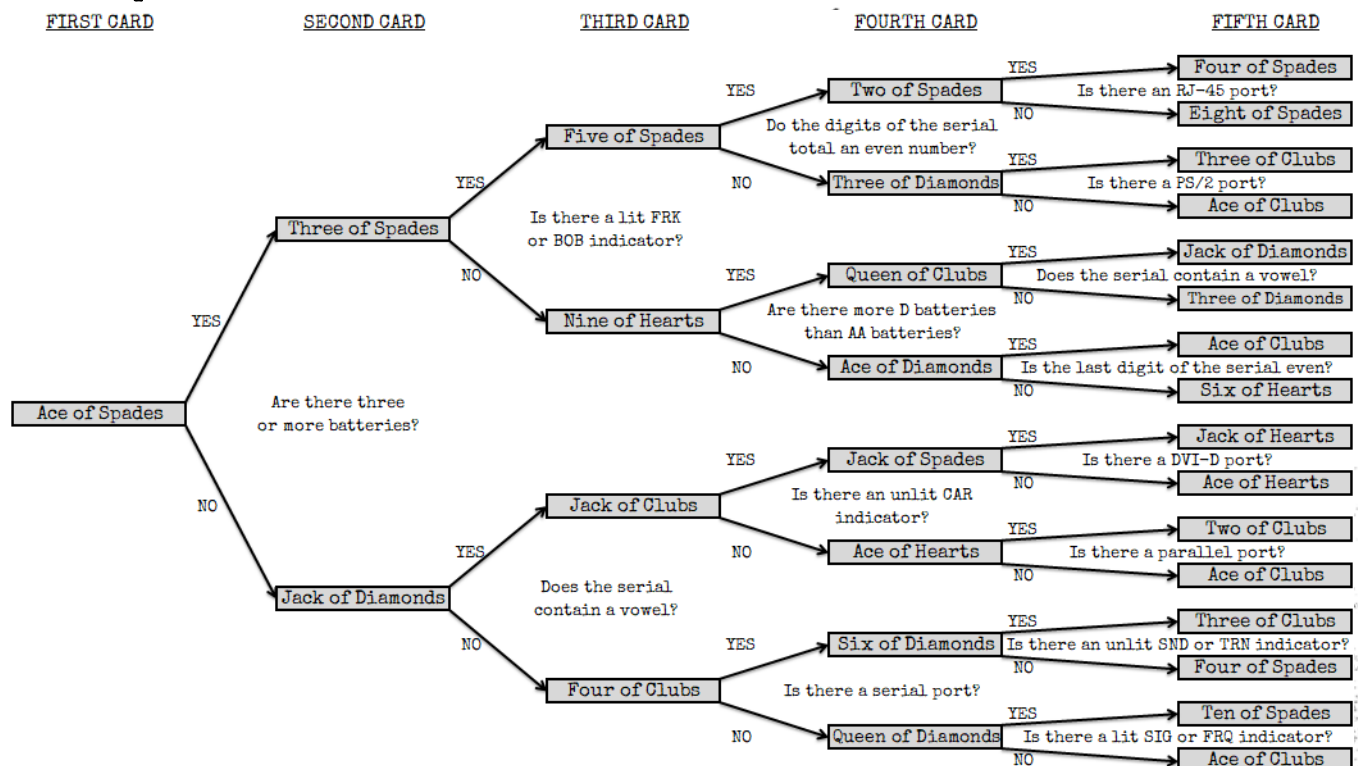 FIRST CARD
SECOND CARD
THIRD CARD
FOURTH CARD
FIFTH CARD
Ace of Spades
YES
NO
Are there three
or more batteries?
Three of Spades
Jack of Diamonds
YES
NO
Is there a lit FRK
or BOB indicator?
YES
NO
Does the serial
contain a vowel?
Five of Spades
Nine of Hearts
Jack of Clubs
Four of Clubs
YES
Do the digits of the serial
total an even number?
NO
YES
Are there more D batteries
than AA batteries?
NO
YES
Is there an unlit CAR
indicator?
NO
YES
Is there a serial port?
NO
Two of Spades
Three of Diamonds
Queen of Clubs
Ace of Diamonds
Jack of Spades
Ace of Hearts
Six of Diamonds
Queen of Diamonds
YES
Is there an RJ-45 port?
NO
YES
Is there a PS/2 port?
NO
YES
Does the serial contain a vowel?
NO
YES
Is the last digit of the serial even?
NO
YES
Is there a DVI-D port?
NO
YES
Is there a parallel port?
NO
YES
Is there an unlit SND or TRN indicator?
NO
YES
Is there a lit SIG or FRQ indicator?
NO
Four of Spades
Eight of Spades
Three of Clubs
Ace of Clubs
Jack of Diamonds
Three of Diamonds
Ace of Clubs
Six of Hearts
Jack of Hearts
Ace of Hearts
Two of Clubs
Ace of Clubs
Three of Clubs
Four of Spades
Ten of Spades
Ace of Clubs